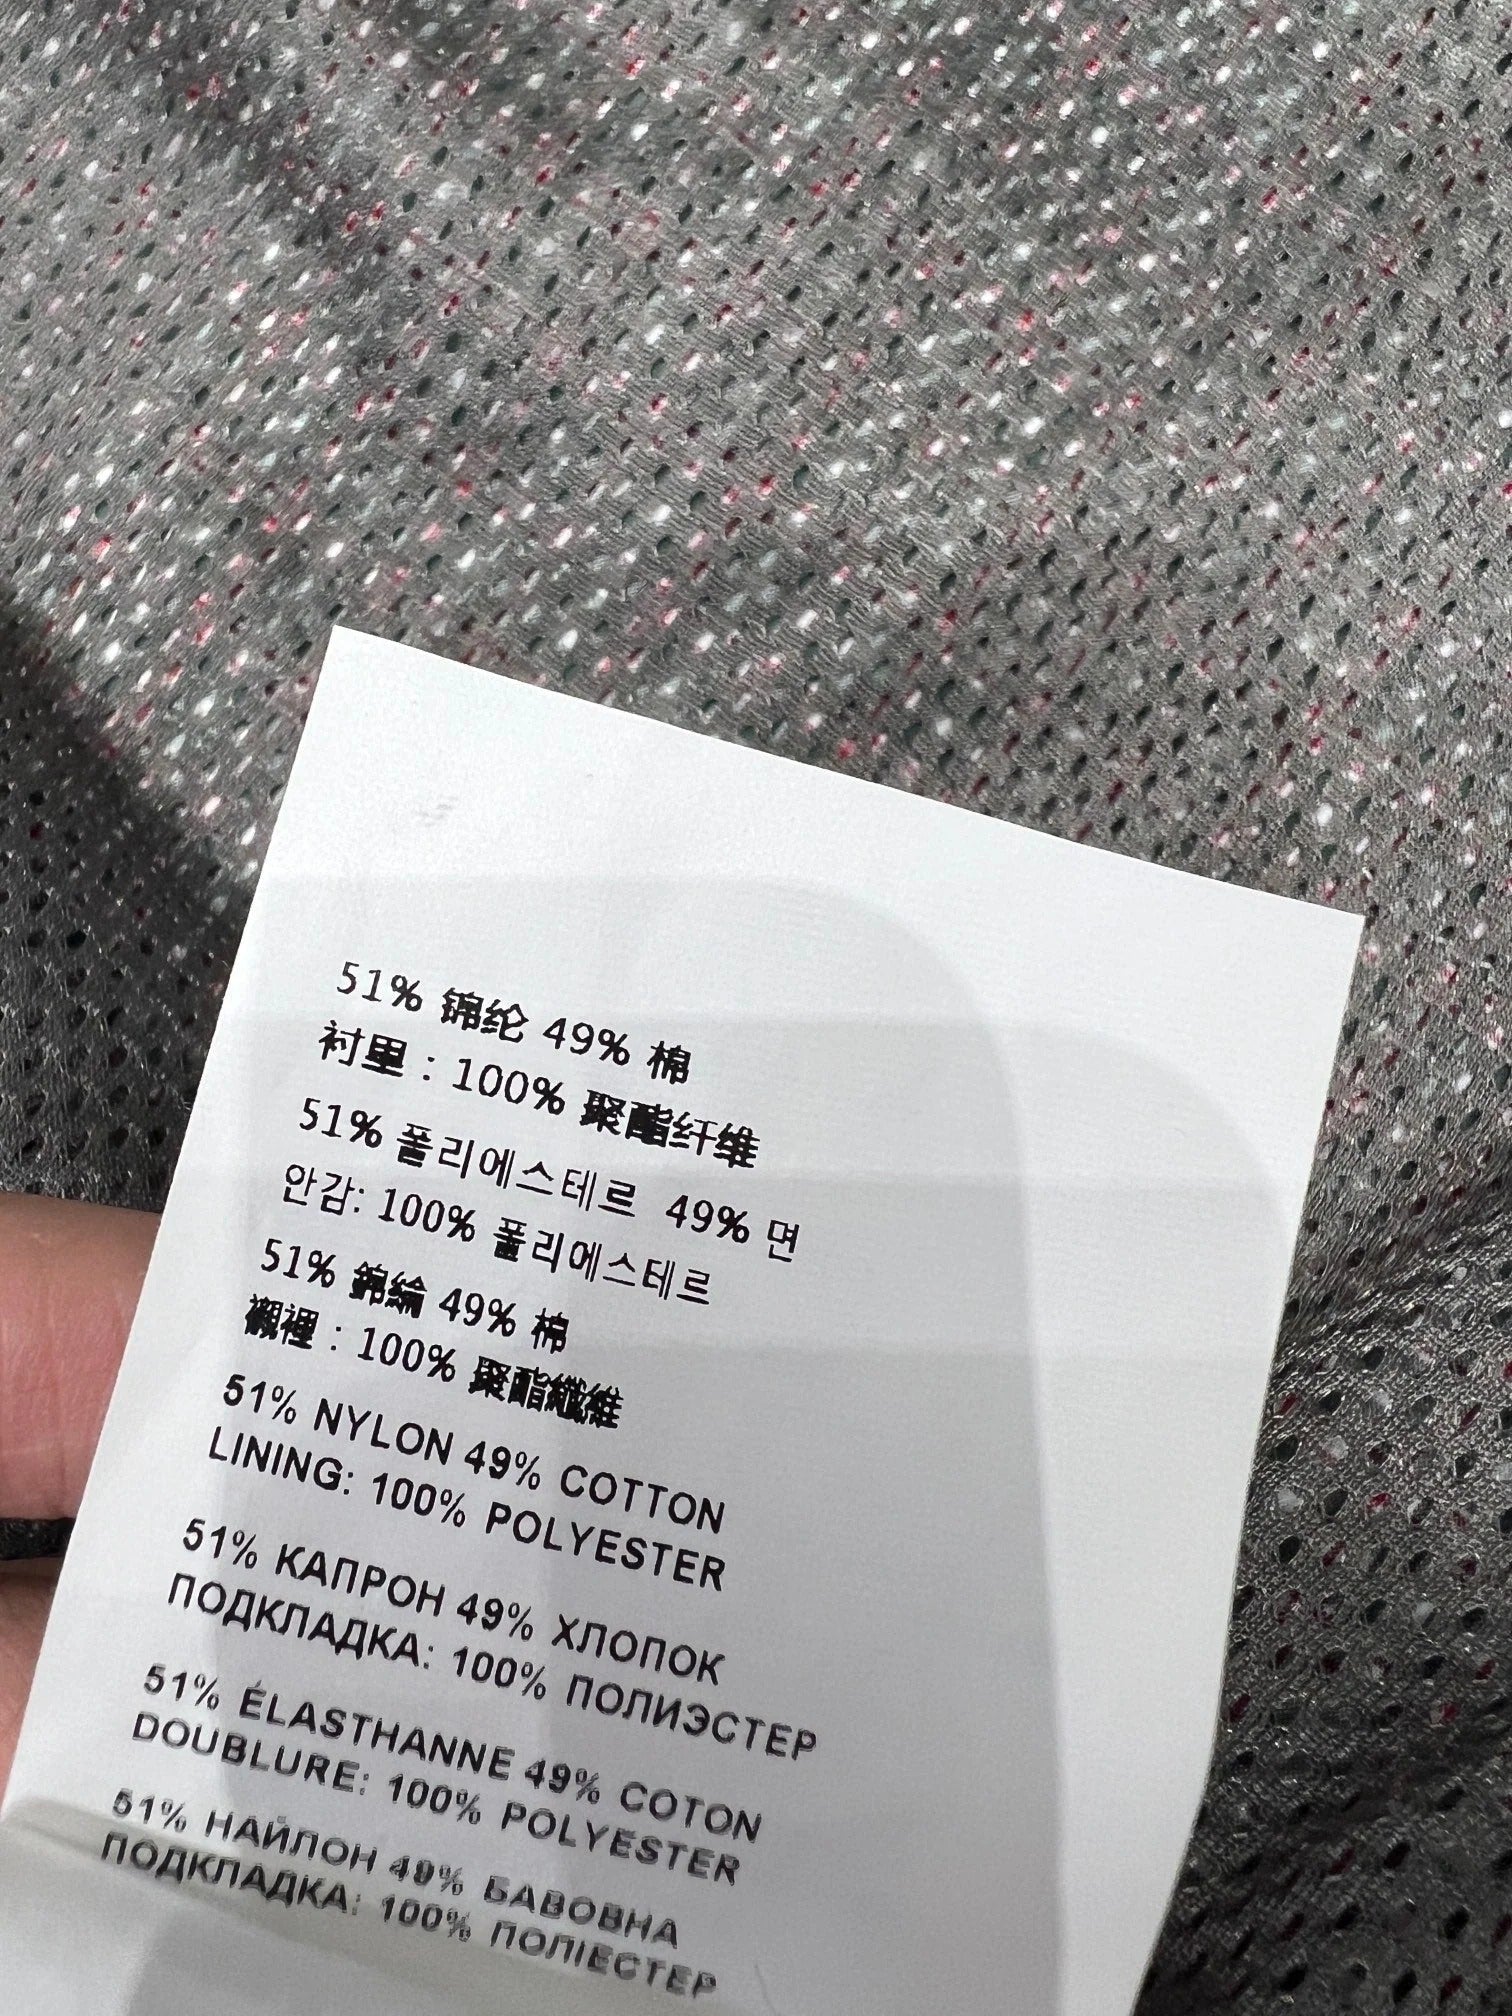 51% 锦纶 49% 棉
衬里：100% 聚酯纤维
51% 폴리에스테르 49% 면
안감: 100% 폴리에스테르
51% 錦綸 49% 棉
襯裡：100% 聚酯纖維
51% NYLON 49% COTTON
LINING: 100% POLYESTER
51% КАПРОН 49% ХЛОПОК
ПОДКЛАДКА: 100% ПОЛИЭСТЕР
51% ÉLASTHANNE 49% COTON
DOUBLURE: 100% POLYESTER
51% НАЙЛОН 49% БАВОВНА
ПОДКЛАДКА: 100% ПОЛІЕСТЕР